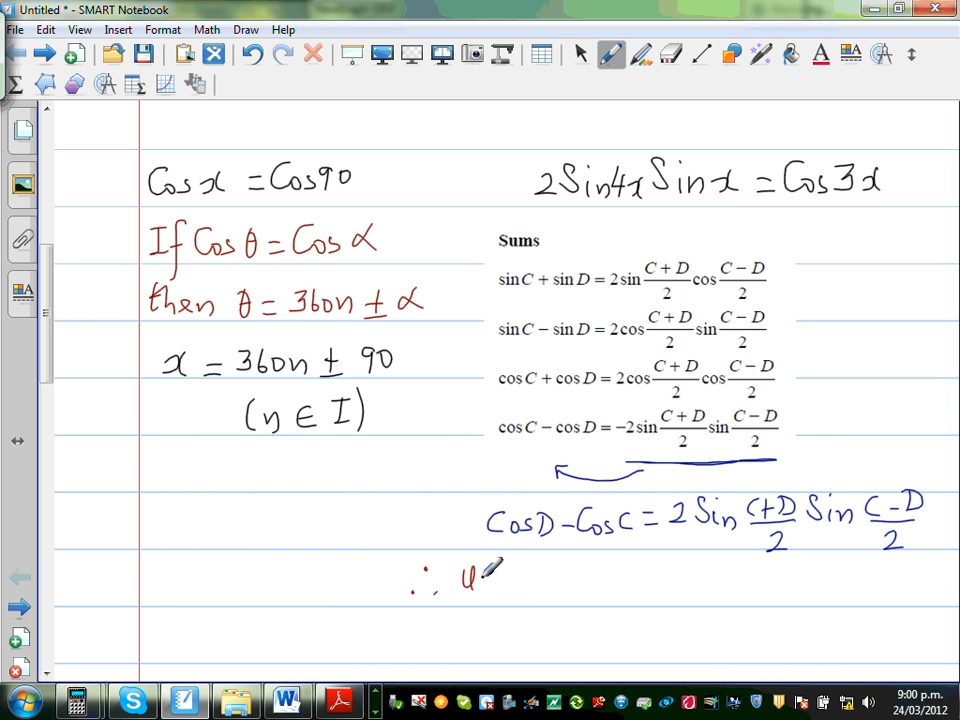 Untitled * - SMART Notebook
File Edit View Insert Format Math Draw Help
Cos x = Cos 90
If Cos θ = Cos α
then θ = 360n ± α
x = 360n ± 90
(n ∈ I)
2 Sin 4x Sin x = Cos 3x
Sums
sin C + sin D = 2 sin (C + D)/2 cos (C − D)/2
sin C − sin D = 2 cos (C + D)/2 sin (C − D)/2
cos C + cos D = 2 cos (C + D)/2 cos (C − D)/2
cos C − cos D = −2 sin (C + D)/2 sin (C − D)/2
Cos D − Cos C = 2 Sin (C+D)/2 Sin (C−D)/2
∴ 4
9:00 p.m.
24/03/2012